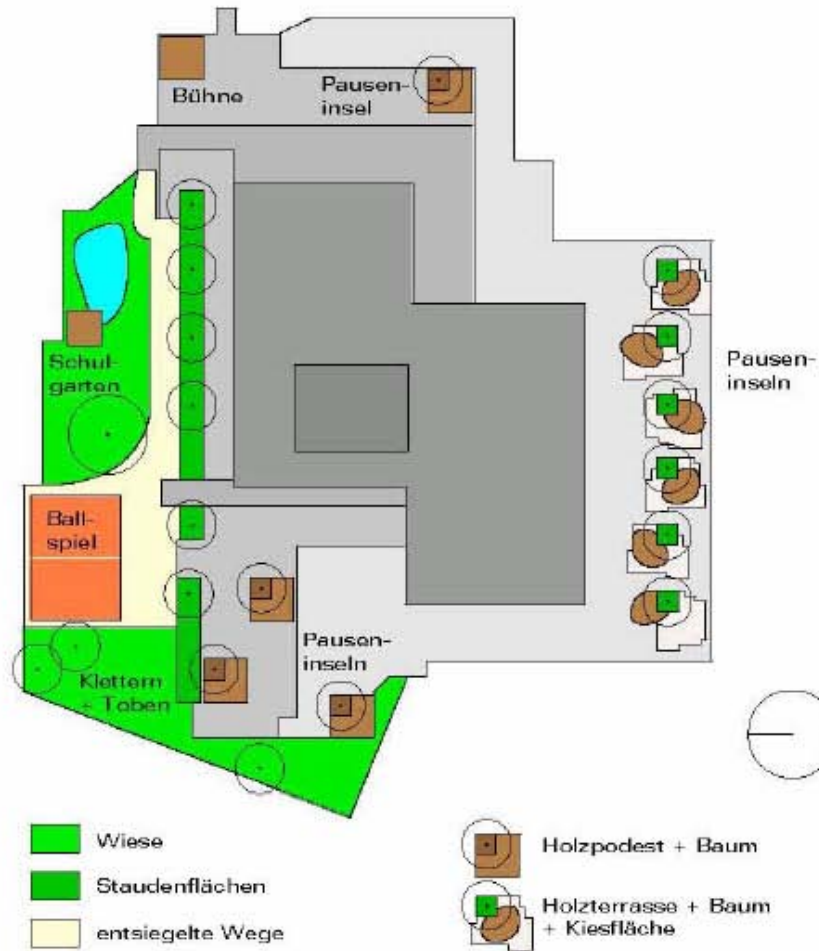 Bühne
Pausen-
insel
Schul-
garten
Pausen-
inseln
Ball-
spiel
Pausen-
inseln
Klettern
+ Toben
Wiese
Staudenflächen
entsiegelte Wege
Holzpodest + Baum
Holzterrasse + Baum
+ Kiesfläche